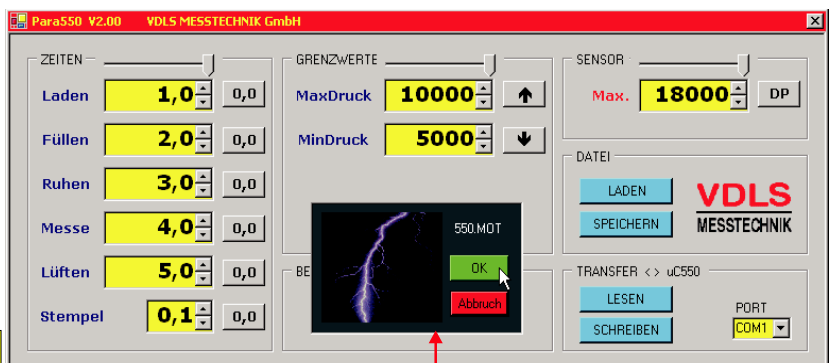 Para550 V2.00 VDLS MESSTECHNIK GmbH
ZEITEN
Laden 1,0 0,0
Füllen 2,0 0,0
Ruhen 3,0 0,0
Messe 4,0 0,0
Lüften 5,0 0,0
Stempel 0,1 0,0
GRENZWERTE
MaxDruck 10000
MinDruck 5000
BE
550.MOT
OK
Abbruch
SENSOR
Max. 18000 DP
DATEI
LADEN
SPEICHERN
VDLS
MESSTECHNIK
TRANSFER <> uC550
LESEN
SCHREIBEN
PORT
COM1